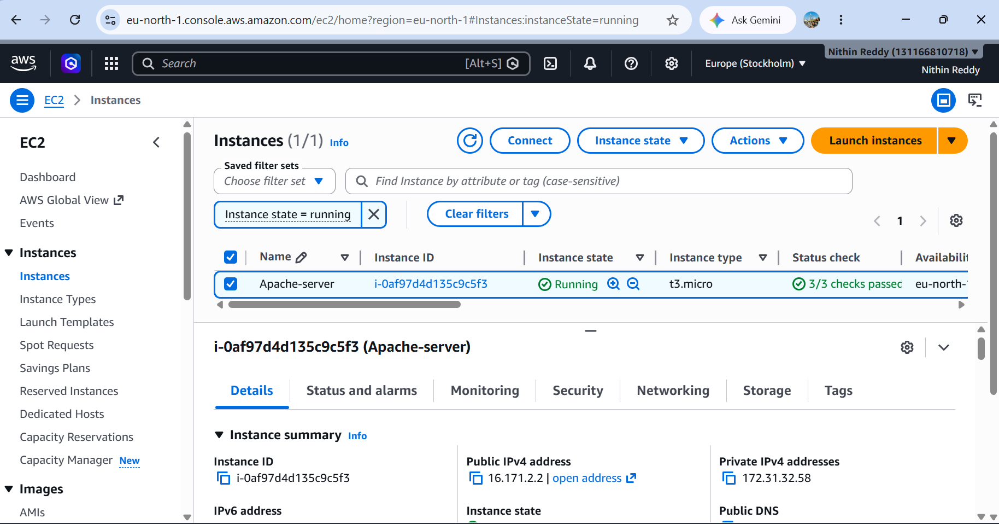 eu-north-1.console.aws.amazon.com/ec2/home?region=eu-north-1#Instances:instanceState=running
Ask Gemini
aws
Search
[Alt+S]
Europe (Stockholm)
Nithin Reddy (131166810718)
Nithin Reddy
EC2
Instances
EC2
Dashboard
AWS Global View
Events
Instances
Instances
Instance Types
Launch Templates
Spot Requests
Savings Plans
Reserved Instances
Dedicated Hosts
Capacity Reservations
Capacity Manager New
Images
AMIs
Instances (1/1) Info
Connect
Instance state
Actions
Launch instances
Saved filter sets
Choose filter set
Find Instance by attribute or tag (case-sensitive)
Instance state = running
Clear filters
1
Name Instance ID Instance state Instance type Status check Availabilit
Apache-server i-0af97d4d135c9c5f3 Running t3.micro 3/3 checks passed eu-north-1
i-0af97d4d135c9c5f3 (Apache-server)
Details Status and alarms Monitoring Security Networking Storage Tags
Instance summary Info
Instance ID
i-0af97d4d135c9c5f3
Public IPv4 address
16.171.2.2 | open address
Private IPv4 addresses
172.31.32.58
IPv6 address
Instance state
Public DNS